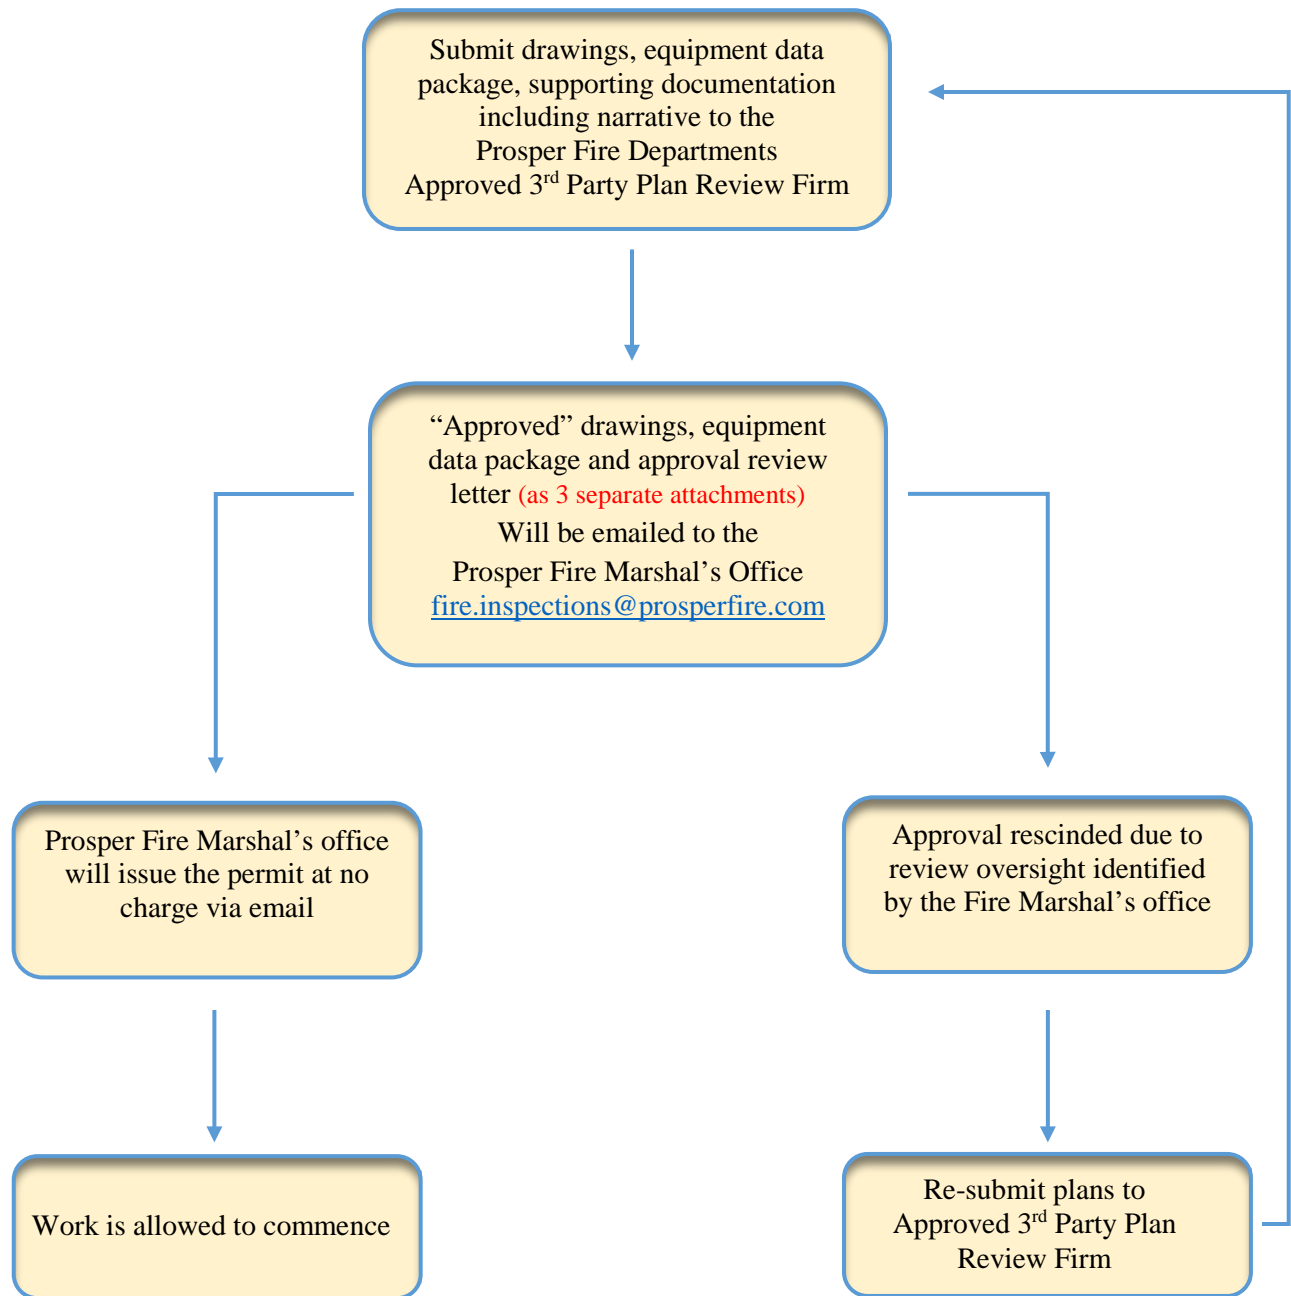 Submit drawings, equipment data
package, supporting documentation
including narrative to the
Prosper Fire Departments
Approved 3rd Party Plan Review Firm
“Approved” drawings, equipment
data package and approval review
letter (as 3 separate attachments)
Will be emailed to the
Prosper Fire Marshal’s Office
fire.inspections@prosperfire.com
Prosper Fire Marshal’s office
will issue the permit at no
charge via email
Approval rescinded due to
review oversight identified
by the Fire Marshal’s office
Work is allowed to commence
Re-submit plans to
Approved 3rd Party Plan
Review Firm